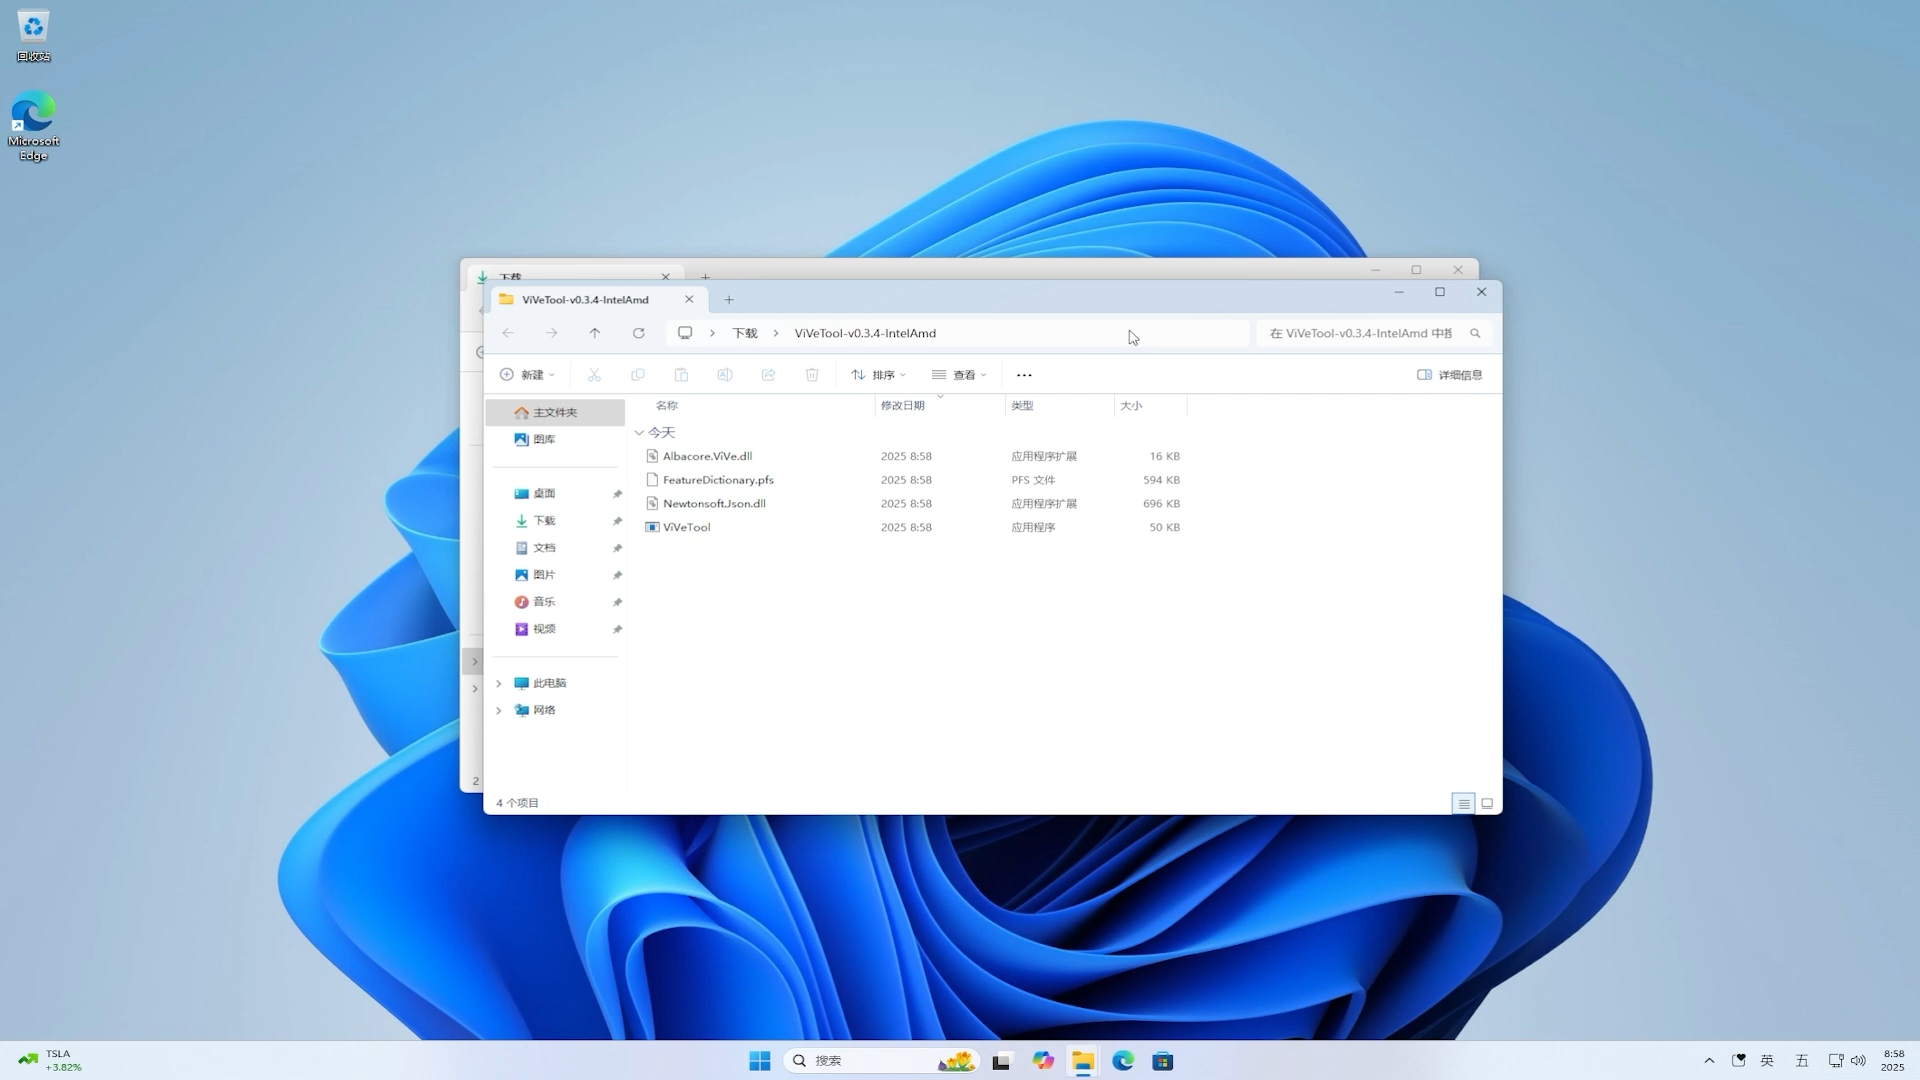 回收站
Microsoft
Edge
下载
ViVeTool-v0.3.4-IntelAmd
下载
ViVeTool-v0.3.4-IntelAmd
在 ViVeTool-v0.3.4-IntelAmd 中
新建
排序
查看
详细信息
名称
修改日期
类型
大小
今天
Albacore.ViVe.dll 2025 8:58 应用程序扩展 16 KB
FeatureDictionary.pfs 2025 8:58 PFS 文件 594 KB
Newtonsoft.Json.dll 2025 8:58 应用程序扩展 696 KB
ViVeTool 2025 8:58 应用程序 50 KB
主文件夹
图库
桌面
下载
文档
图片
音乐
视频
此电脑
网络
2
4 个项目
TSLA
+3.82%
搜索
英
五
8:58
2025